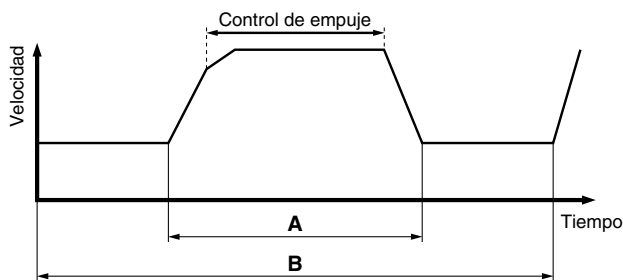 Control de empuje
Velocidad
Tiempo
A
B